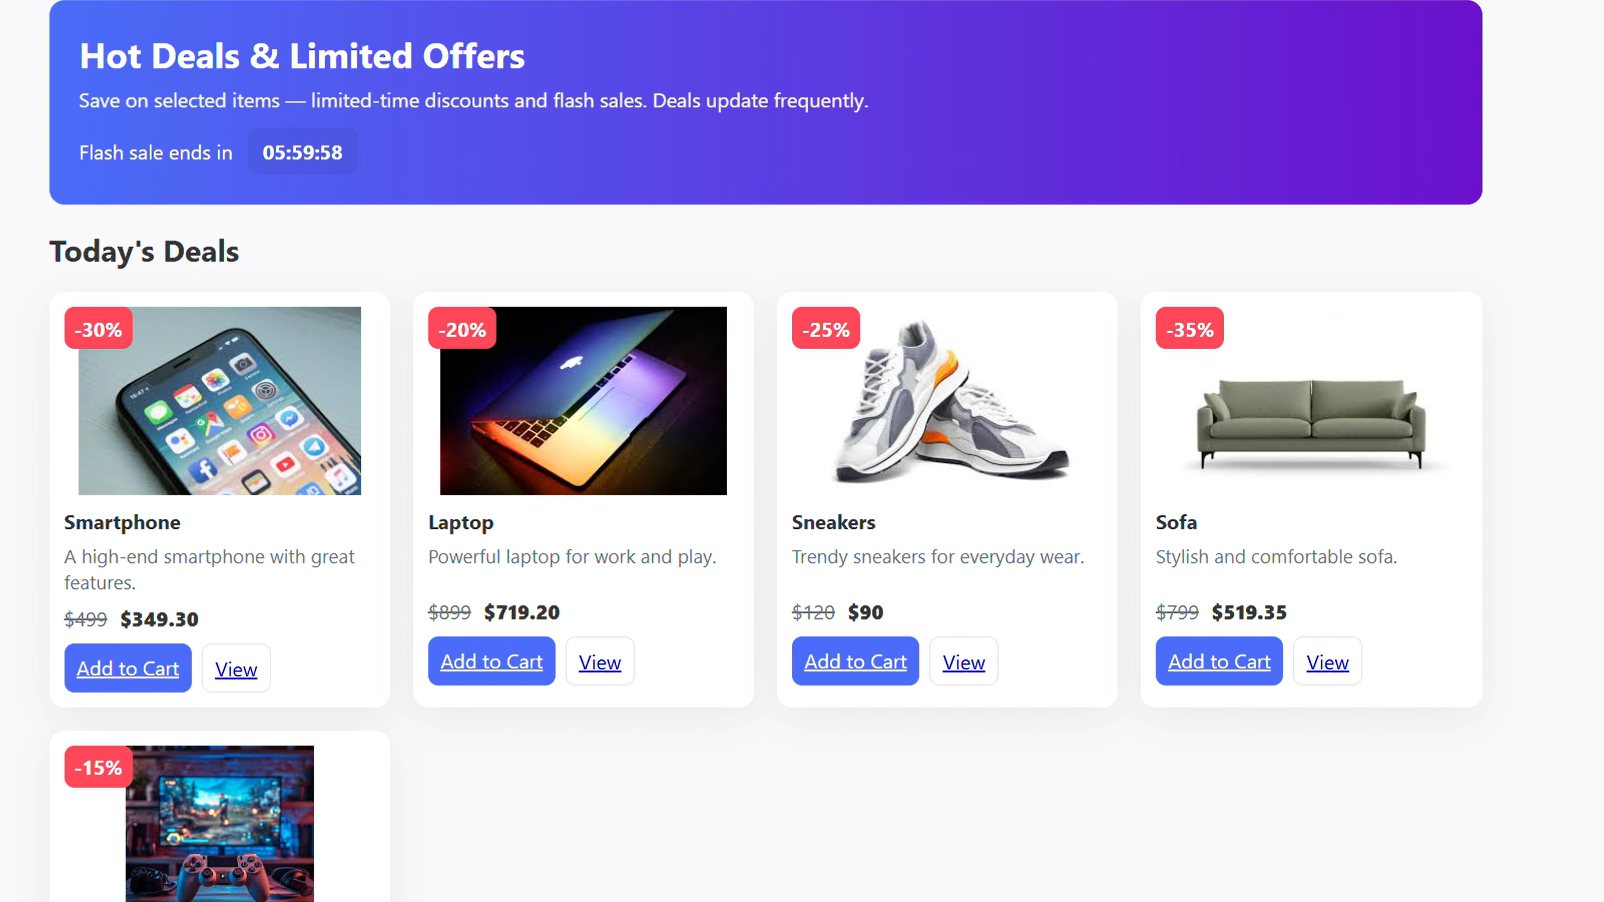 Hot Deals & Limited Offers
Save on selected items — limited-time discounts and flash sales. Deals update frequently.
Flash sale ends in 05:59:58
Today's Deals
-30%
Smartphone
A high-end smartphone with great
features.
$499 $349.30
Add to Cart View
-20%
Laptop
Powerful laptop for work and play.
$899 $719.20
Add to Cart View
-25%
Sneakers
Trendy sneakers for everyday wear.
$120 $90
Add to Cart View
-35%
Sofa
Stylish and comfortable sofa.
$799 $519.35
Add to Cart View
-15%